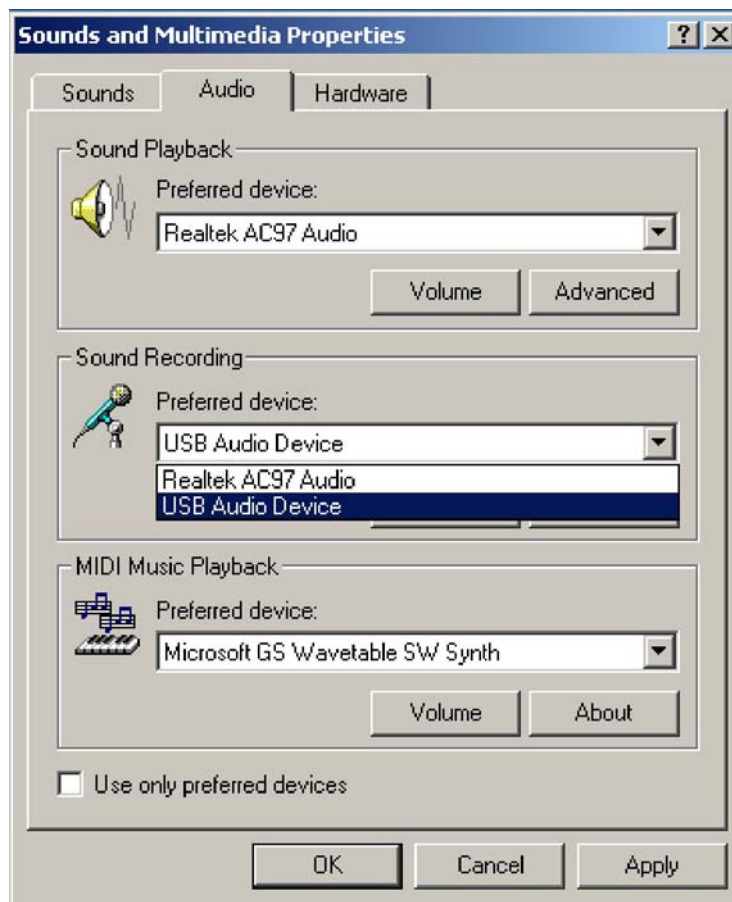 Sounds and Multimedia Properties
Sounds Audio Hardware
Sound Playback
Preferred device:
Realtek AC97 Audio
Volume Advanced
Sound Recording
Preferred device:
USB Audio Device
Realtek AC97 Audio
USB Audio Device
MIDI Music Playback
Preferred device:
Microsoft GS Wavetable SW Synth
Volume About
Use only preferred devices
OK Cancel Apply